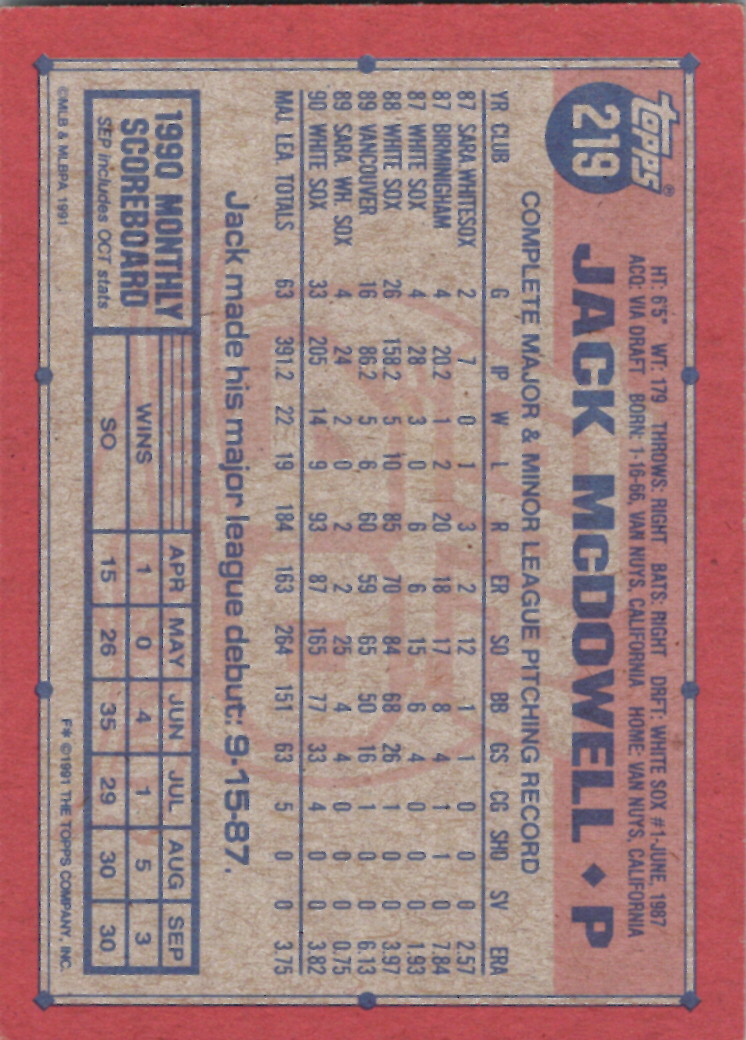 TOPPS®
219
HT: 6'5" WT: 179 THROWS: RIGHT BATS: RIGHT DRFT: WHITE SOX #1-JUNE, 1987
ACQ: VIA DRAFT BORN: 1-16-66, VAN NUYS, CALIFORNIA HOME: VAN NUYS, CALIFORNIA
JACK McDOWELL ♦ P
COMPLETE MAJOR & MINOR LEAGUE PITCHING RECORD
YR CLUB G IP W L R ER SO BB GS CG SHO SV ERA
87 SARA.WHITESOX 2 7 0 1 3 2 12 1 1 0 0 0 2.57
87 BIRMINGHAM 4 20.2 1 2 20 18 17 8 4 1 1 0 7.84
87 WHITE SOX 4 28 3 0 6 6 15 6 4 0 0 0 1.93
88 WHITE SOX 26 158.2 5 10 85 70 84 68 26 1 0 0 3.97
89 VANCOUVER 16 86.2 5 6 60 59 65 50 16 1 0 0 6.13
89 SARA. WH. SOX 4 24 2 0 2 2 25 4 4 0 0 0 0.75
90 WHITE SOX 33 205 14 9 93 87 165 77 33 4 0 0 3.82
MAJ. LEA. TOTALS 63 391.2 22 19 184 163 264 151 63 5 0 0 3.75
Jack made his major league debut: 9-15-87.
1990 MONTHLY
SCOREBOARD
SEP includes OCT stats
APR MAY JUN JUL AUG SEP
WINS 1 0 4 1 5 3
SO 15 26 35 29 30 30
©MLB & MLBPA 1991
F* ©1991 THE TOPPS COMPANY, INC.